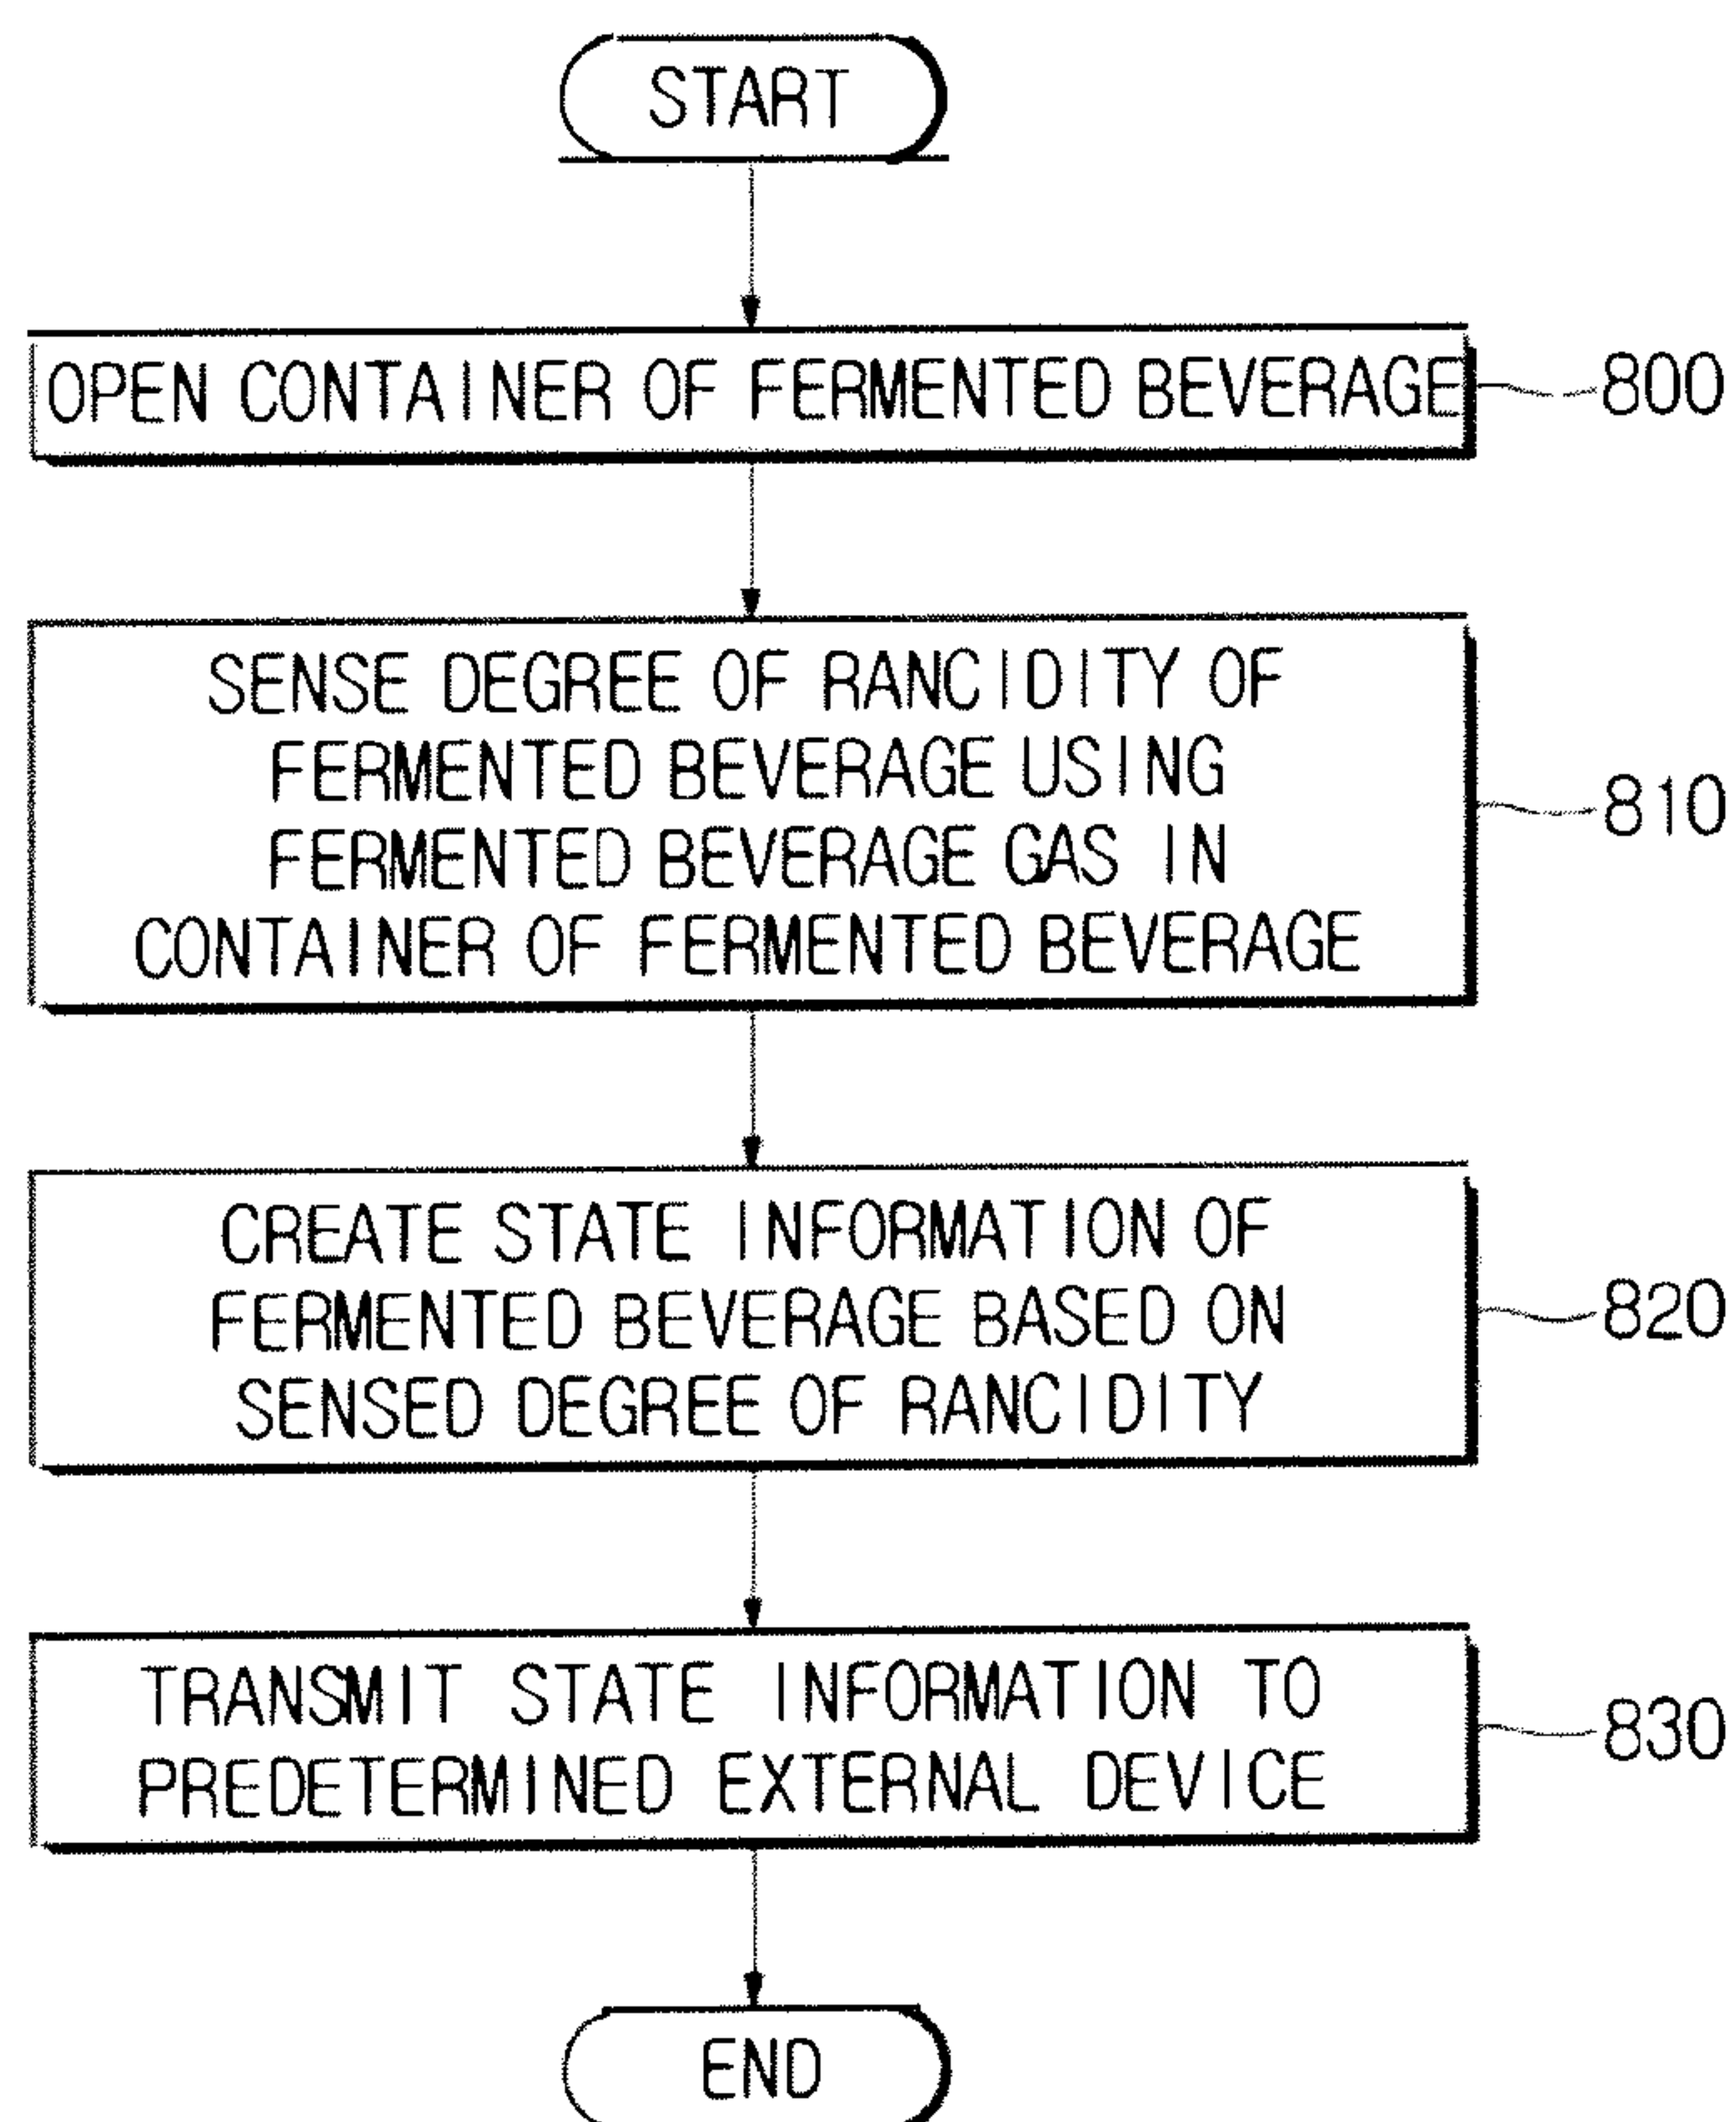 START
OPEN CONTAINER OF FERMENTED BEVERAGE
800
SENSE DEGREE OF RANCIDITY OF
FERMENTED BEVERAGE USING
FERMENTED BEVERAGE GAS IN
CONTAINER OF FERMENTED BEVERAGE
810
CREATE STATE INFORMATION OF
FERMENTED BEVERAGE BASED ON
SENSED DEGREE OF RANCIDITY
820
TRANSMIT STATE INFORMATION TO
PREDETERMINED EXTERNAL DEVICE
830
END